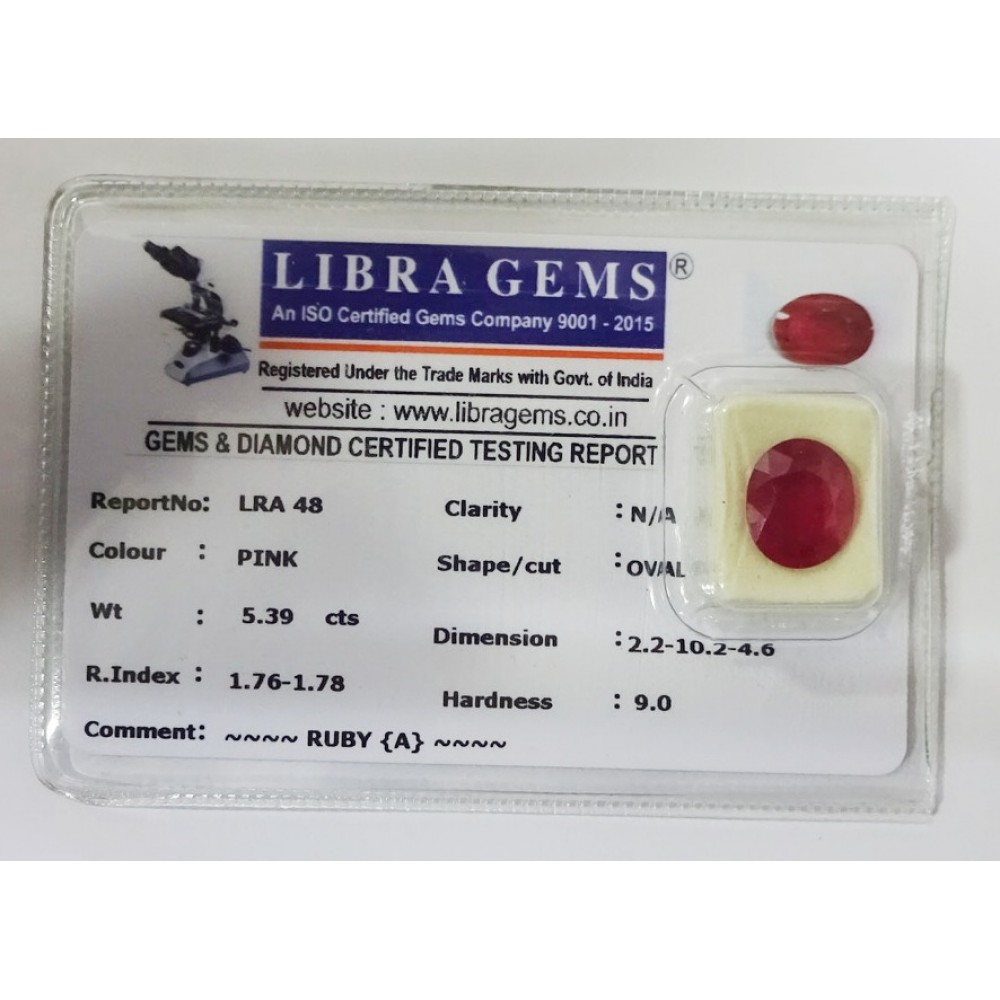 LIBRA GEMS ®
An ISO Certified Gems Company 9001 - 2015
Registered Under the Trade Marks with Govt. of India
website : www.libragems.co.in
GEMS & DIAMOND CERTIFIED TESTING REPORT
ReportNo: LRA 48
Colour : PINK
Wt : 5.39 cts
R.Index : 1.76-1.78
Comment: ~~~~ RUBY {A} ~~~~
Clarity : N/A
Shape/cut : OVAL
Dimension : 2.2-10.2-4.6
Hardness : 9.0